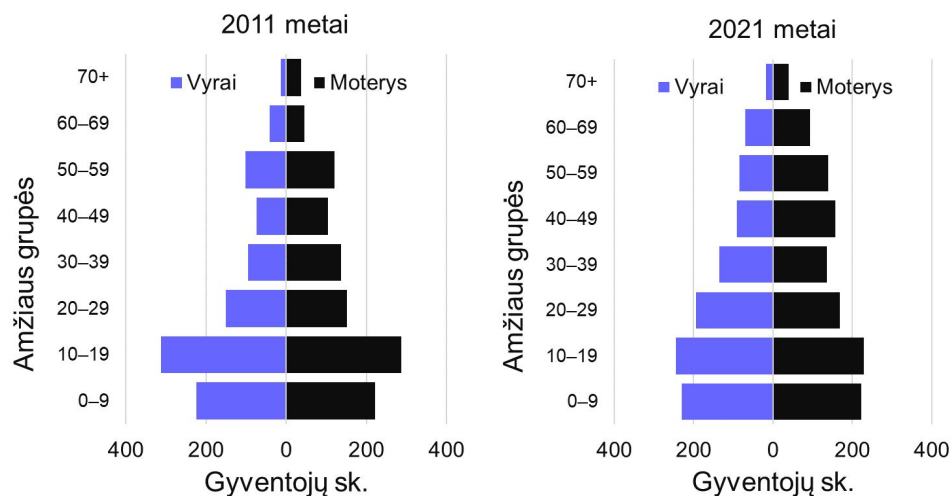 2011 metai
Vyrai Moterys
Amžiaus grupės
70+
60–69
50–59
40–49
30–39
20–29
10–19
0–9
400 200 0 200 400
Gyventojų sk.
2021 metai
Vyrai Moterys
Amžiaus grupės
70+
60–69
50–59
40–49
30–39
20–29
10–19
0–9
400 200 0 200 400
Gyventojų sk.